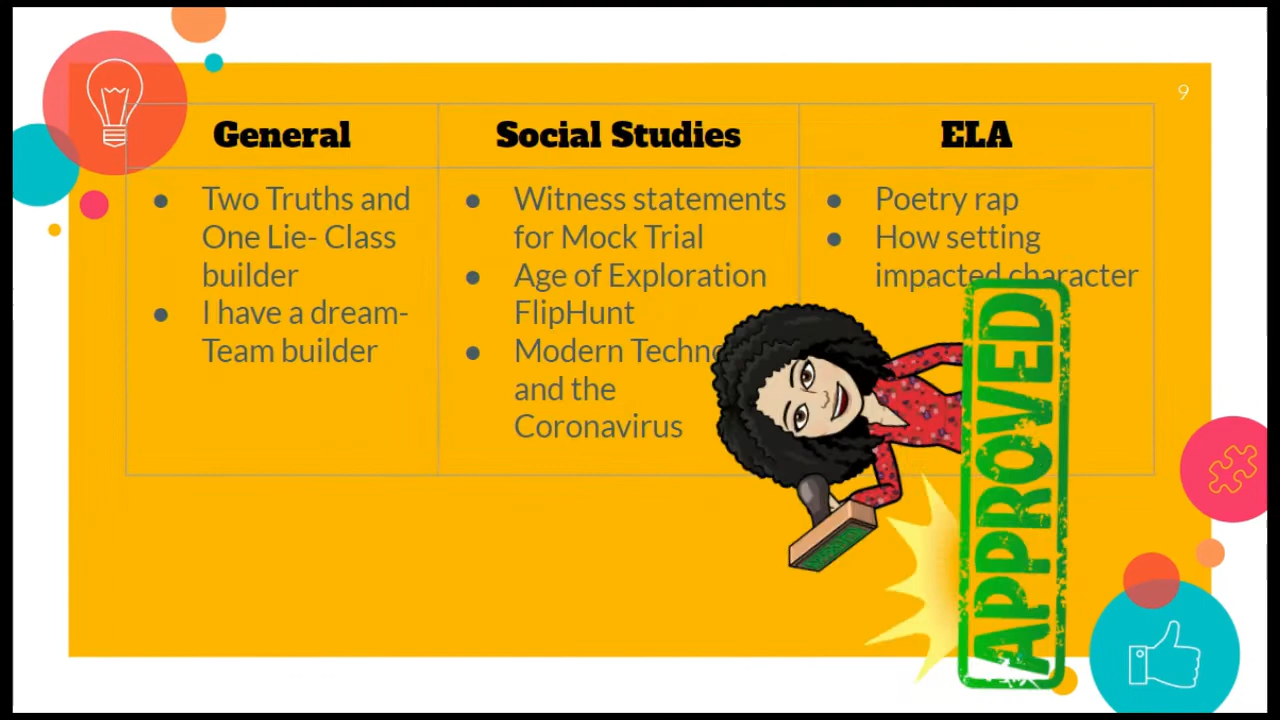 9
General
Social Studies
ELA
● Two Truths and
One Lie- Class
builder
● I have a dream-
Team builder
● Witness statements
for Mock Trial
● Age of Exploration
FlipHunt
● Modern
and the
Coronavirus
● Poetry rap
● How setting
impacted character
APPROVED